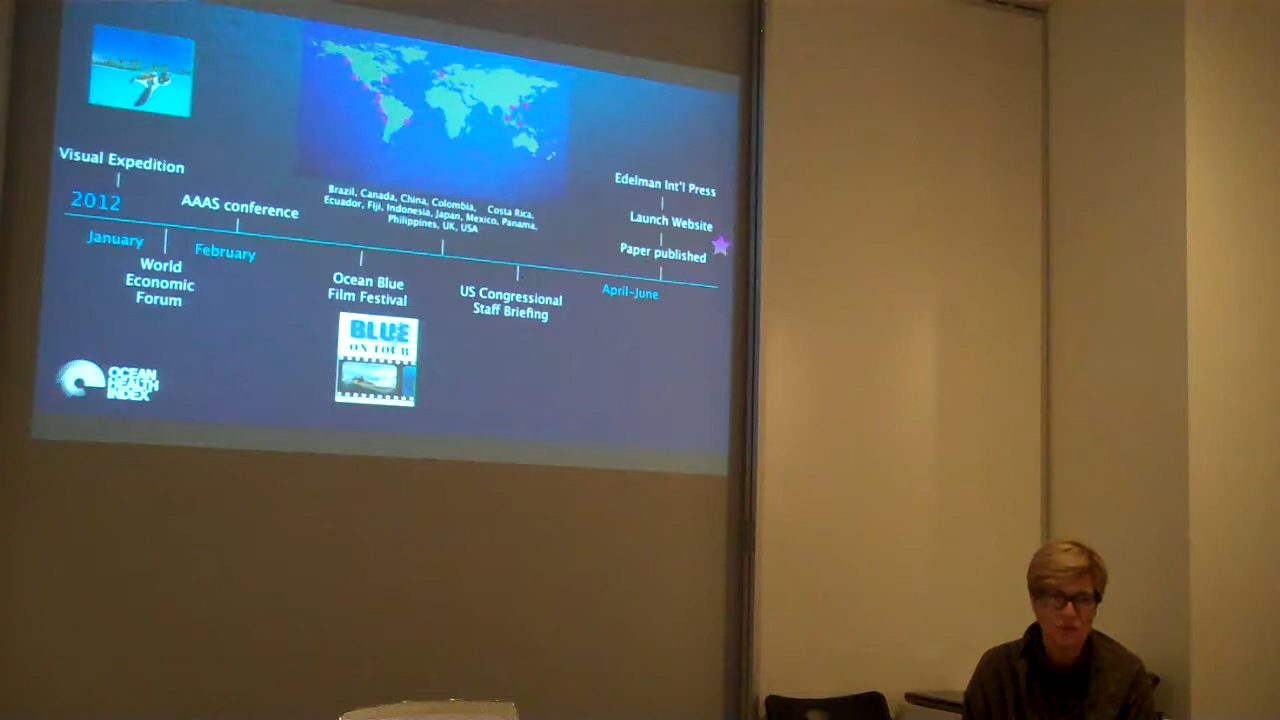 Visual Expedition
2012
AAAS conference
Brazil, Canada, China, Colombia, Costa Rica,
Ecuador, Fiji, Indonesia, Japan, Mexico, Panama,
Philippines, UK, USA
Edelman Int'l Press
Launch Website
Paper published
January
February
World
Economic
Forum
Ocean Blue
Film Festival
US Congressional
Staff Briefing
April-June
BLUE
ON TOUR
OCEAN
HEALTH
INDEX